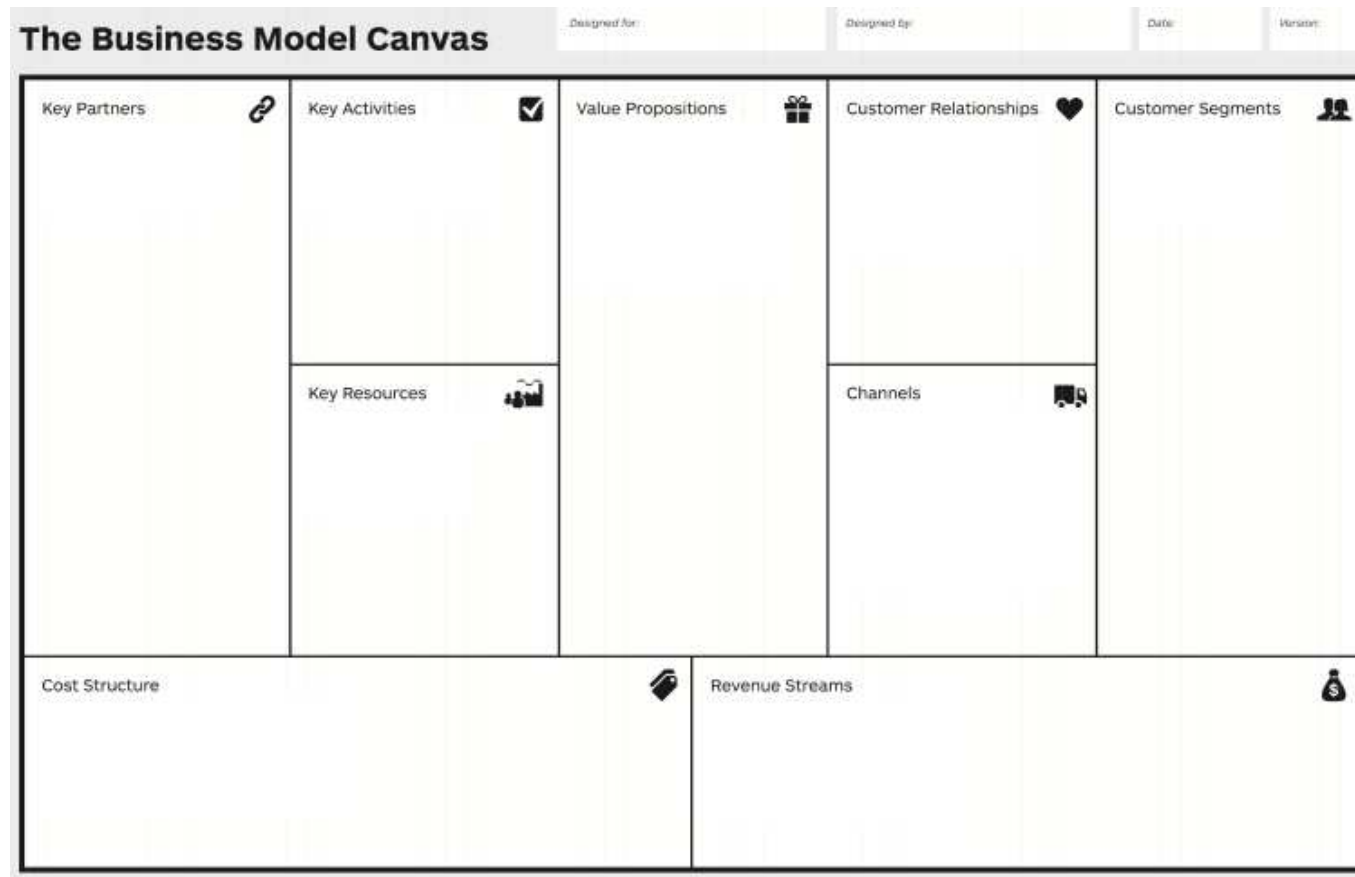 The Business Model Canvas
Designed for:
Designed by:
Date:
Version:
Key Partners
Key Activities
Value Propositions
Customer Relationships
Customer Segments
Key Resources
Channels
Cost Structure
Revenue Streams
$